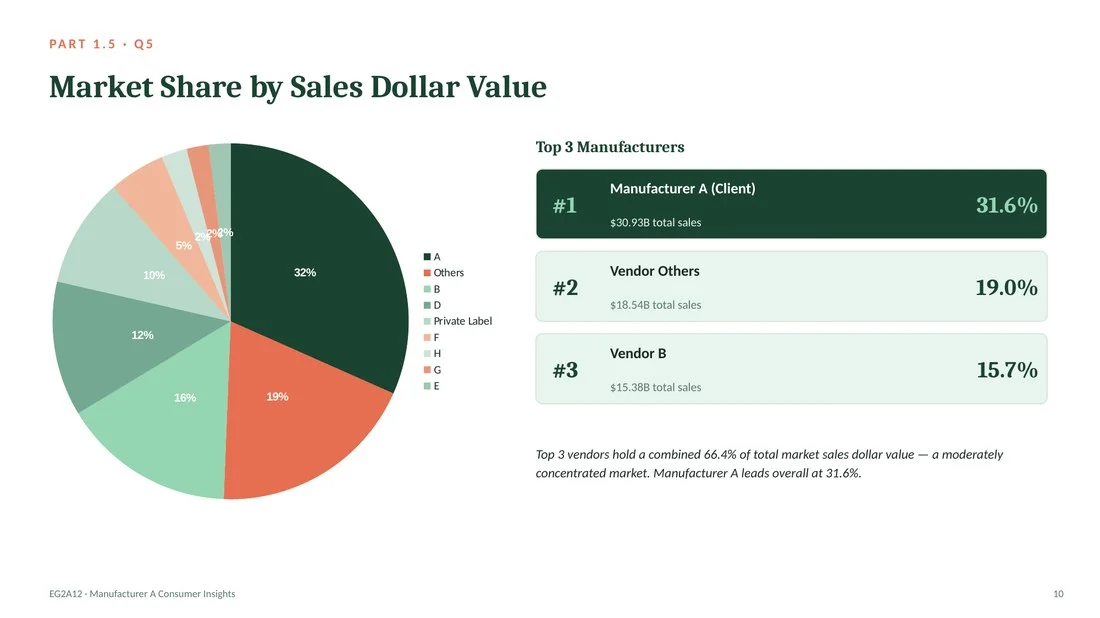 PART 1.5 · Q5
Market Share by Sales Dollar Value
32%
19%
16%
12%
10%
5%
2%
2%
2%
A
Others
B
D
Private Label
F
H
G
E
Top 3 Manufacturers
#1
Manufacturer A (Client)
$30.93B total sales
31.6%
#2
Vendor Others
$18.54B total sales
19.0%
#3
Vendor B
$15.38B total sales
15.7%
Top 3 vendors hold a combined 66.4% of total market sales dollar value — a moderately
concentrated market. Manufacturer A leads overall at 31.6%.
EG2A12 · Manufacturer A Consumer Insights
10